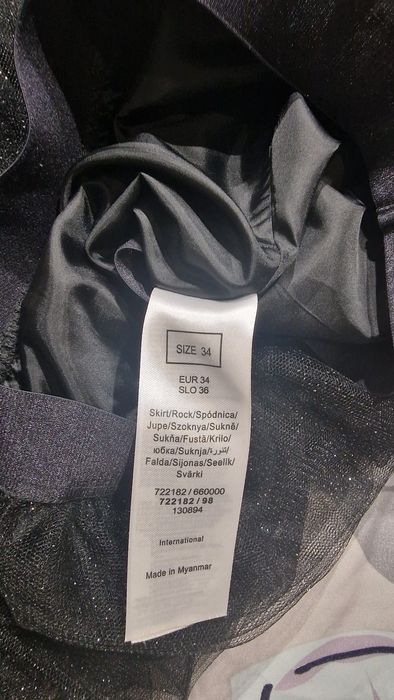 SIZE 34
EUR 34
SLO 36
Skirt/Rock/Spódnica/
Jupe/Szoknya/Sukně/
Sukňa/Fustă/Krilo/
юбка/Suknja/تنورة/
Falda/Sijonas/Seelik/
Svārki
722182 / 660000
722182 / 98
130894
International
Made in Myanmar